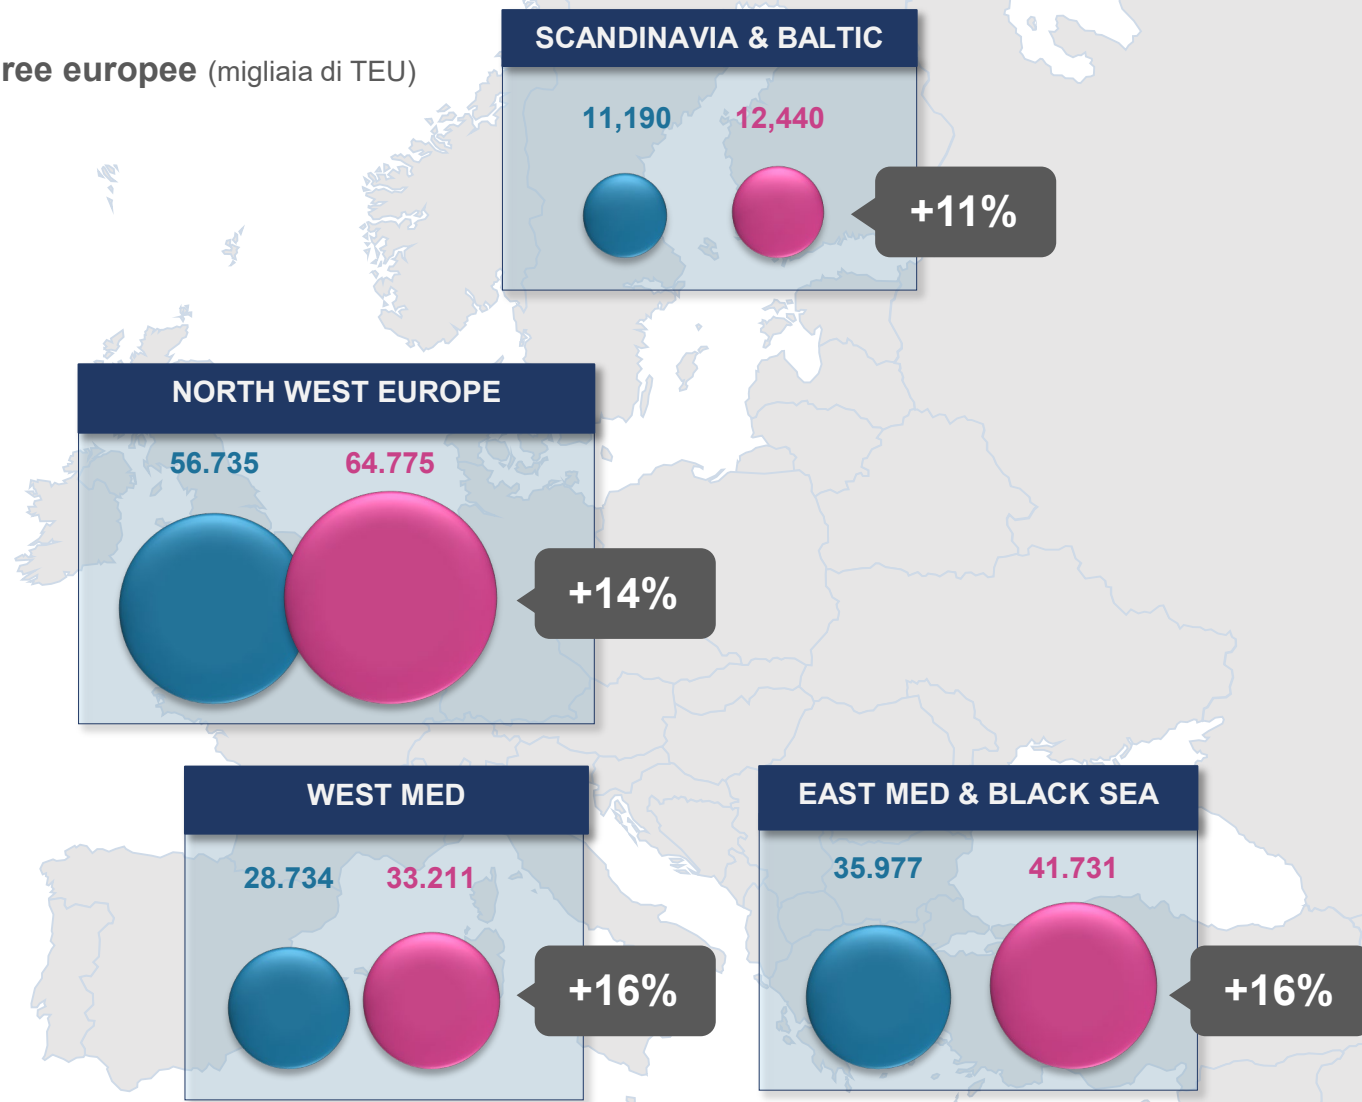 SCANDINAVIA & BALTIC
ree europee (migliaia di TEU)
11,190 12,440
+11%
NORTH WEST EUROPE
56.735 64.775
+14%
WEST MED
28.734 33.211
+16%
EAST MED & BLACK SEA
35.977 41.731
+16%